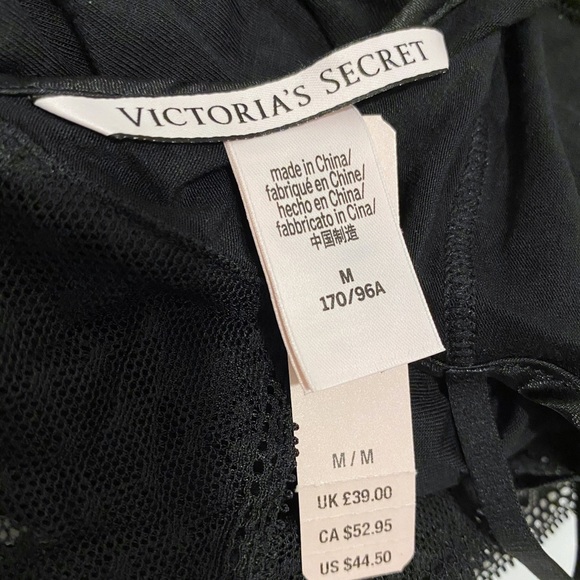 VICTORIA'S SECRET
made in China/
fabriqué en Chine/
hecho en China/
fabbricato in Cina/
中国制造
M
170/96A
M / M
UK £39.00
CA $52.95
US $44.50